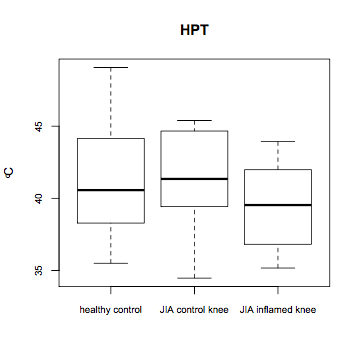 HPT
°C
45
40
35
healthy control
JIA control knee
JIA inflamed knee